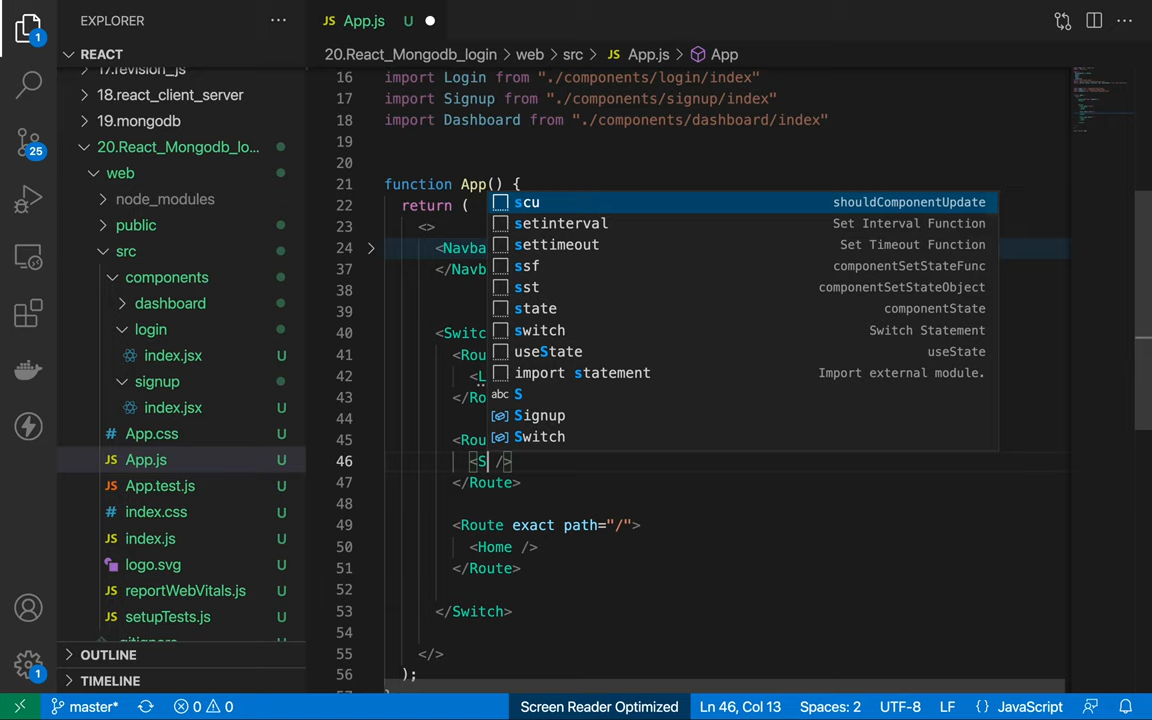 EXPLORER
JS App.js U
REACT
20.React_Mongodb_login > web > src > JS App.js > App
17.revision_js
18.react_client_server
19.mongodb
20.React_Mongodb_lo...
web
node_modules
public
src
components
dashboard
login
index.jsx U
signup
index.jsx U
# App.css U
JS App.js U
JS App.test.js U
# index.css U
JS index.js U
logo.svg U
JS reportWebVitals.js U
JS setupTests.js U
.gitignore
OUTLINE
TIMELINE
1
25
1
16 import Login from "./components/login/index"
17 import Signup from "./components/signup/index"
18 import Dashboard from "./components/dashboard/index"
19
20
21 function App() {
22 return (
23 <>
24 <Navba
37 </Navb
38
39
40 <Switc
41 <Rou
42 <L
43 </Ro
44
45 <Rou
46 <S />
47 </Route>
48
49 <Route exact path="/">
50 <Home />
51 </Route>
52
53 </Switch>
54
55 </>
56 );
57 }
scu shouldComponentUpdate
setinterval Set Interval Function
settimeout Set Timeout Function
ssf componentSetStateFunc
sst componentSetStateObject
state componentState
switch Switch Statement
useState useState
import statement Import external module.
abc S
Signup
Switch
master* 0 0 Screen Reader Optimized Ln 46, Col 13 Spaces: 2 UTF-8 LF {} JavaScript